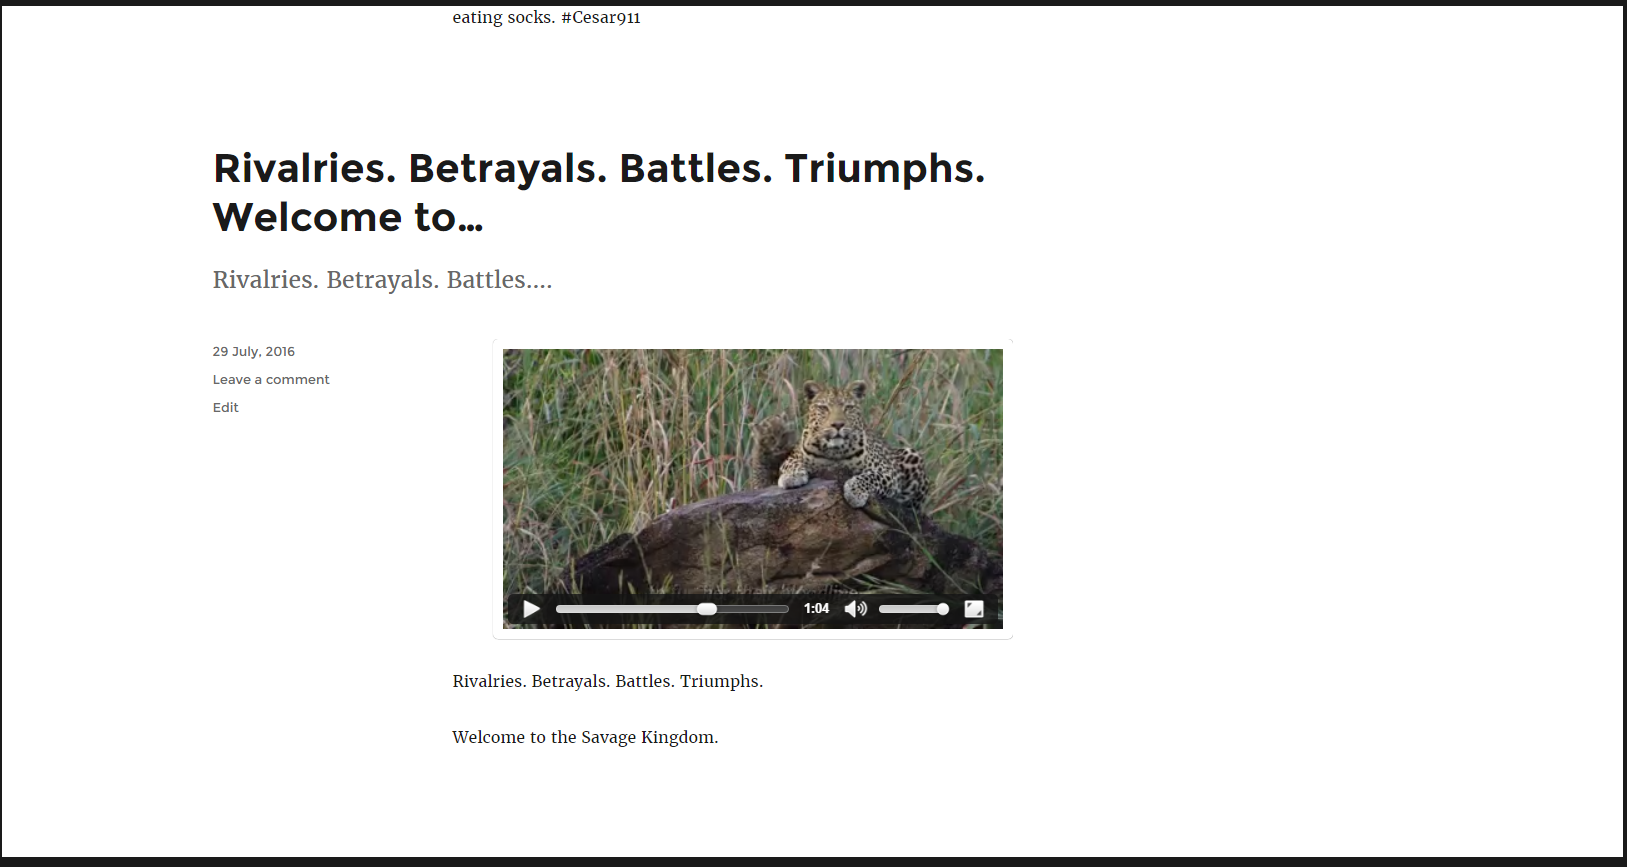 eating socks. #Cesar911
Rivalries. Betrayals. Battles. Triumphs.
Welcome to…
Rivalries. Betrayals. Battles....
29 July, 2016
Leave a comment
Edit
1:04
Rivalries. Betrayals. Battles. Triumphs.
Welcome to the Savage Kingdom.